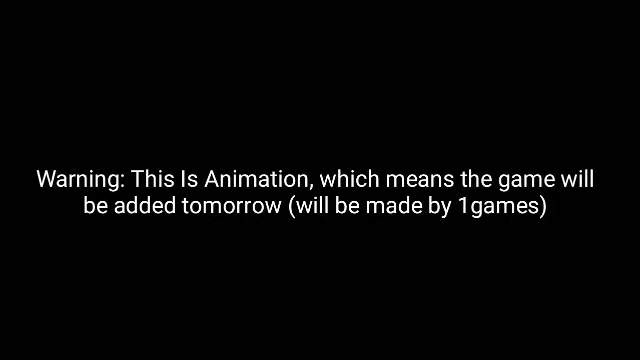 Warning: This Is Animation, which means the game will
be added tomorrow (will be made by 1games)